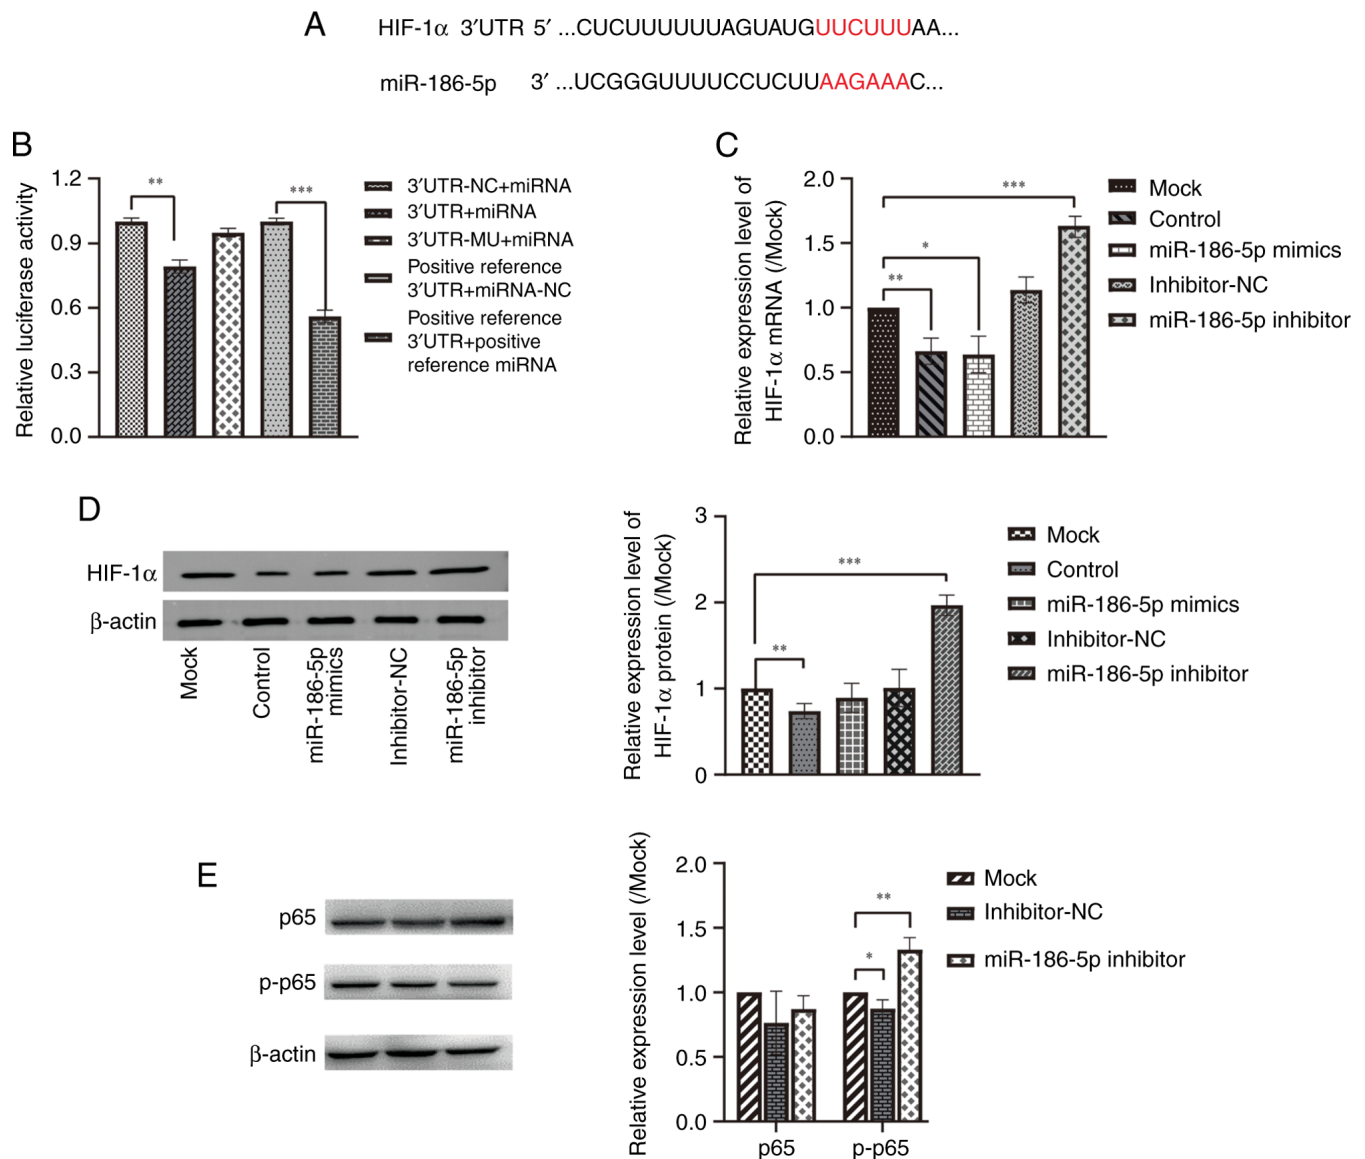 A
HIF-1α 3′UTR 5′ ...CUCUUUUUUAGUAUGUUCUUUAA...
miR-186-5p 3′ ...UCGGGUUUUCCUCUUAAGAAAC...
B
Relative luciferase activity
1.2
0.9
0.6
0.3
0.0
**
***
3′UTR-NC+miRNA
3′UTR+miRNA
3′UTR-MU+miRNA
Positive reference
3′UTR+miRNA-NC
Positive reference
3′UTR+positive
reference miRNA
C
Relative expression level of
HIF-1α mRNA (/Mock)
2.0
1.5
1.0
0.5
0.0
***
*
**
Mock
Control
miR-186-5p mimics
Inhibitor-NC
miR-186-5p inhibitor
D
HIF-1α
β-actin
Mock
Control
miR-186-5p
mimics
Inhibitor-NC
miR-186-5p
inhibitor
Relative expression level of
HIF-1α protein (/Mock)
3
2
1
0
***
**
Mock
Control
miR-186-5p mimics
Inhibitor-NC
miR-186-5p inhibitor
E
p65
p-p65
β-actin
Relative expression level (/Mock)
2.0
1.5
1.0
0.5
0.0
**
*
p65
p-p65
Mock
Inhibitor-NC
miR-186-5p inhibitor